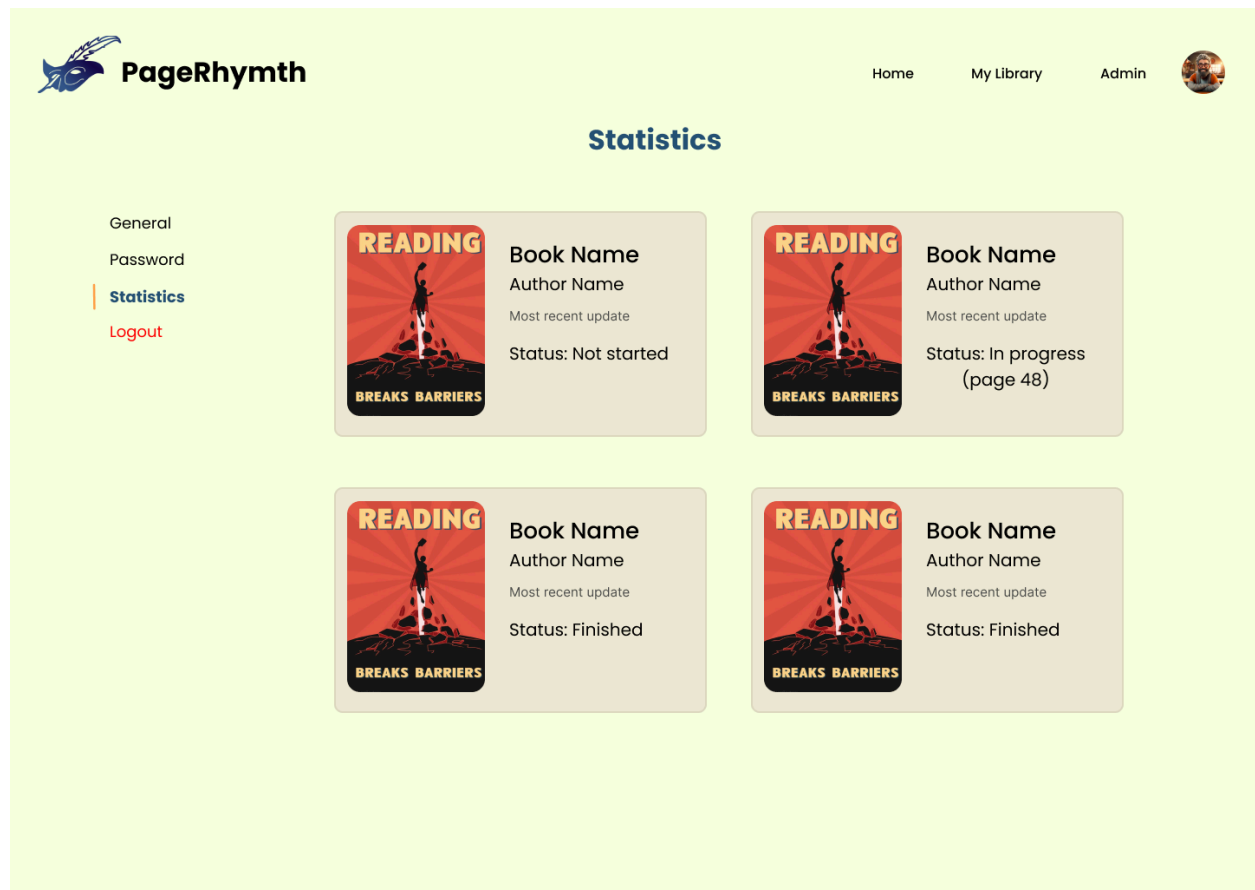 PageRhymth
Home
My Library
Admin
Statistics
General
Password
Statistics
Logout
READING
BREAKS BARRIERS
Book Name
Author Name
Most recent update
Status: Not started
READING
BREAKS BARRIERS
Book Name
Author Name
Most recent update
Status: In progress
(page 48)
READING
BREAKS BARRIERS
Book Name
Author Name
Most recent update
Status: Finished
READING
BREAKS BARRIERS
Book Name
Author Name
Most recent update
Status: Finished